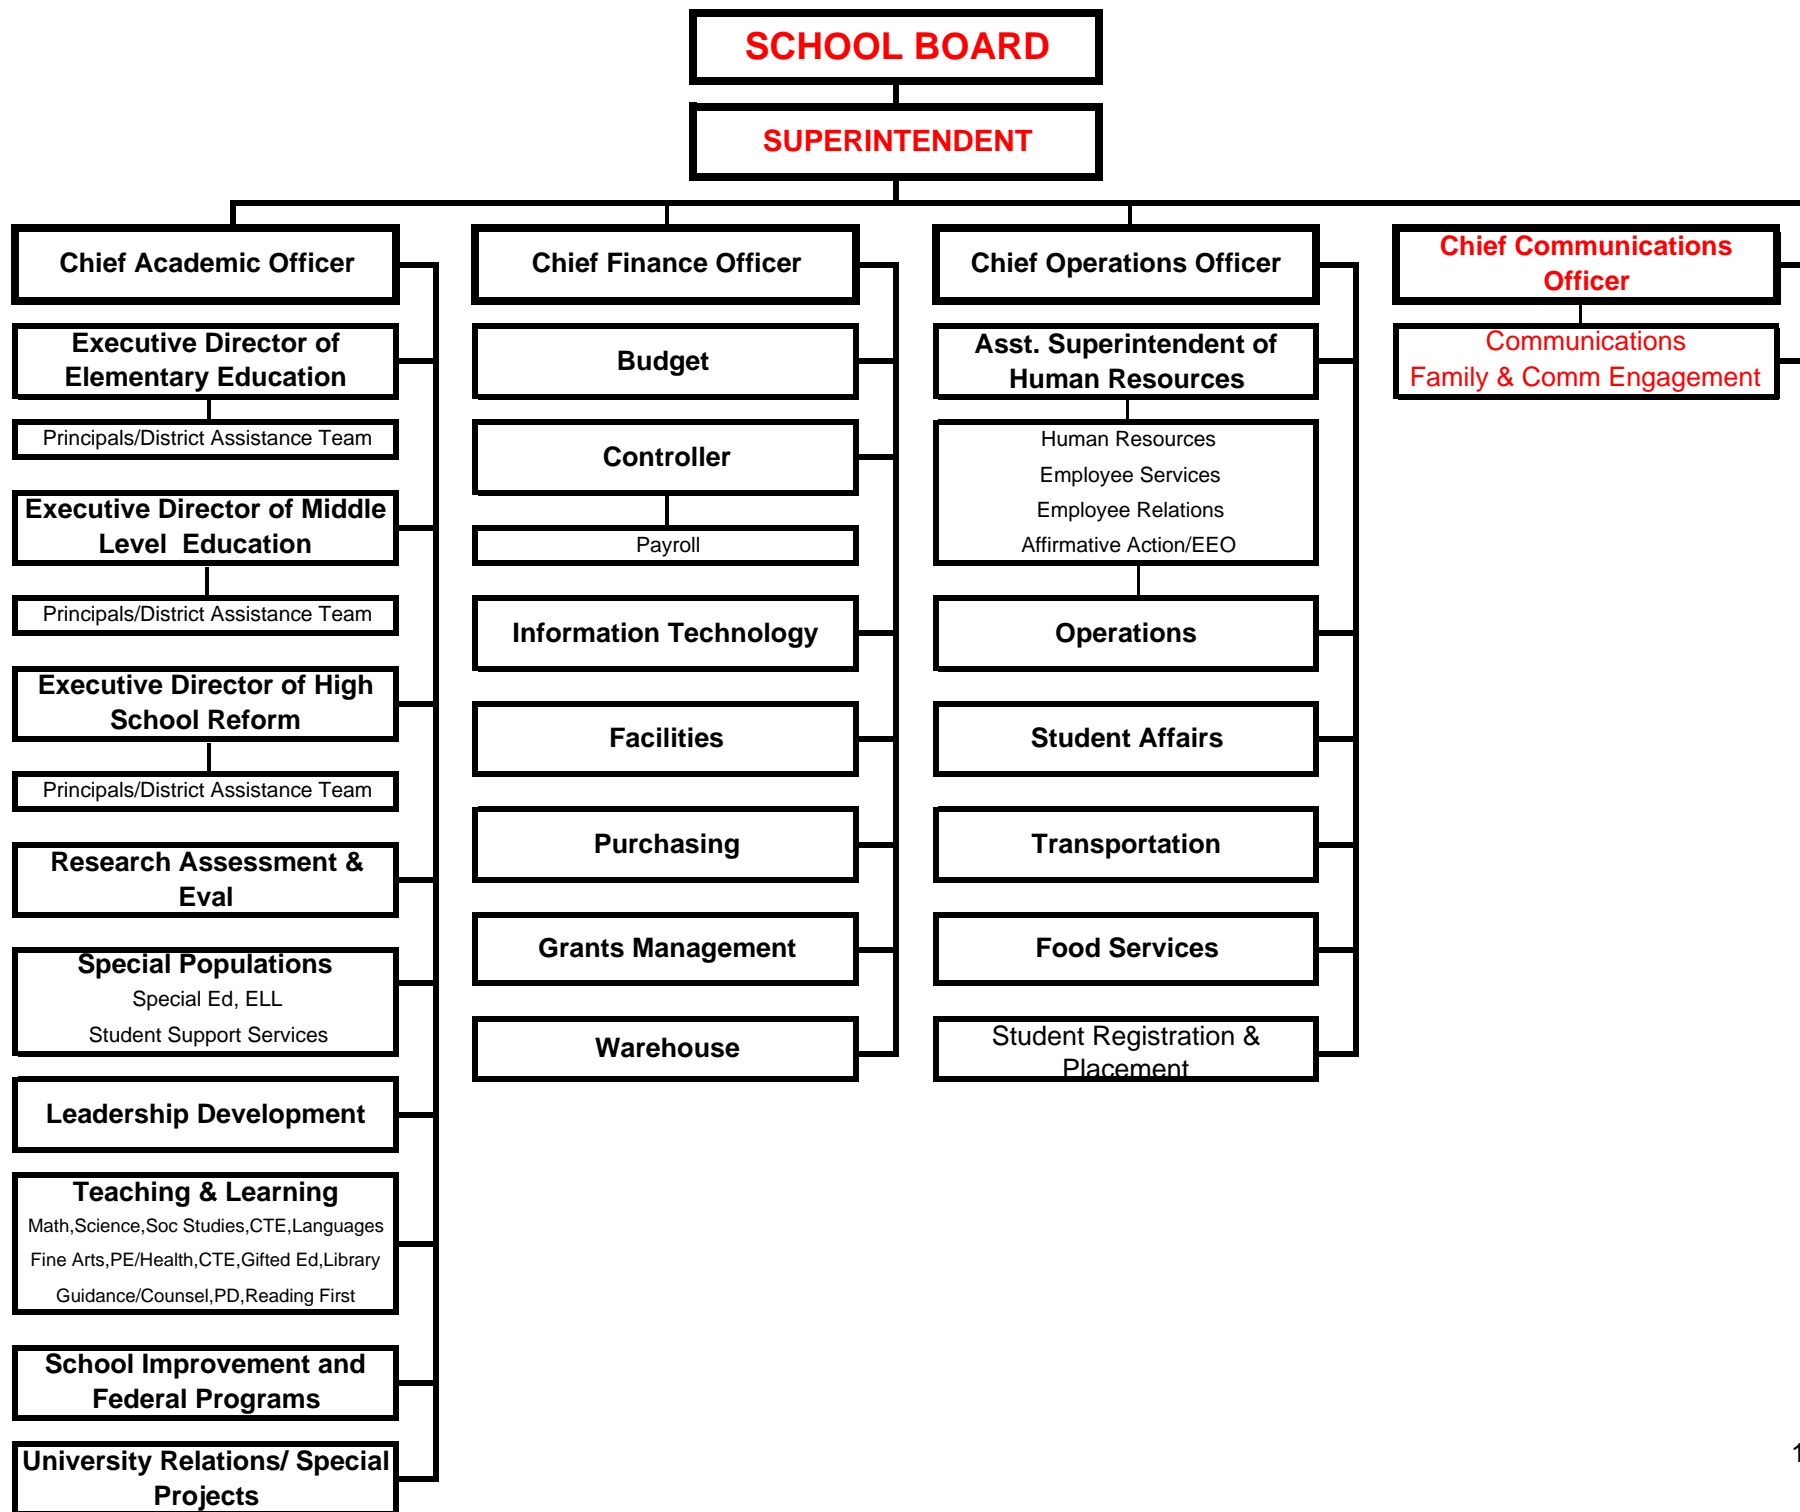 SCHOOL BOARD
SUPERINTENDENT
Chief Academic Officer
Executive Director of
Elementary Education
Principals/District Assistance Team
Executive Director of Middle
Level  Education
Principals/District Assistance Team
Executive Director of High
School Reform
Principals/District Assistance Team
Research Assessment &
Eval
Special Populations
Special Ed, ELL
Student Support Services
Leadership Development
Teaching & Learning
Math,Science,Soc Studies,CTE,Languages
Fine Arts,PE/Health,CTE,Gifted Ed,Library
Guidance/Counsel,PD,Reading First
School Improvement and
Federal Programs
University Relations/ Special
Projects
Chief Finance Officer
Budget
Controller
Payroll
Information Technology
Facilities
Purchasing
Grants Management
Warehouse
Chief Operations Officer
Asst. Superintendent of
Human Resources
Human Resources
Employee Services
Employee Relations
Affirmative Action/EEO
Operations
Student Affairs
Transportation
Food Services
Student Registration &
Placement
Chief Communications
Officer
Communications
Family & Comm Engagement
1